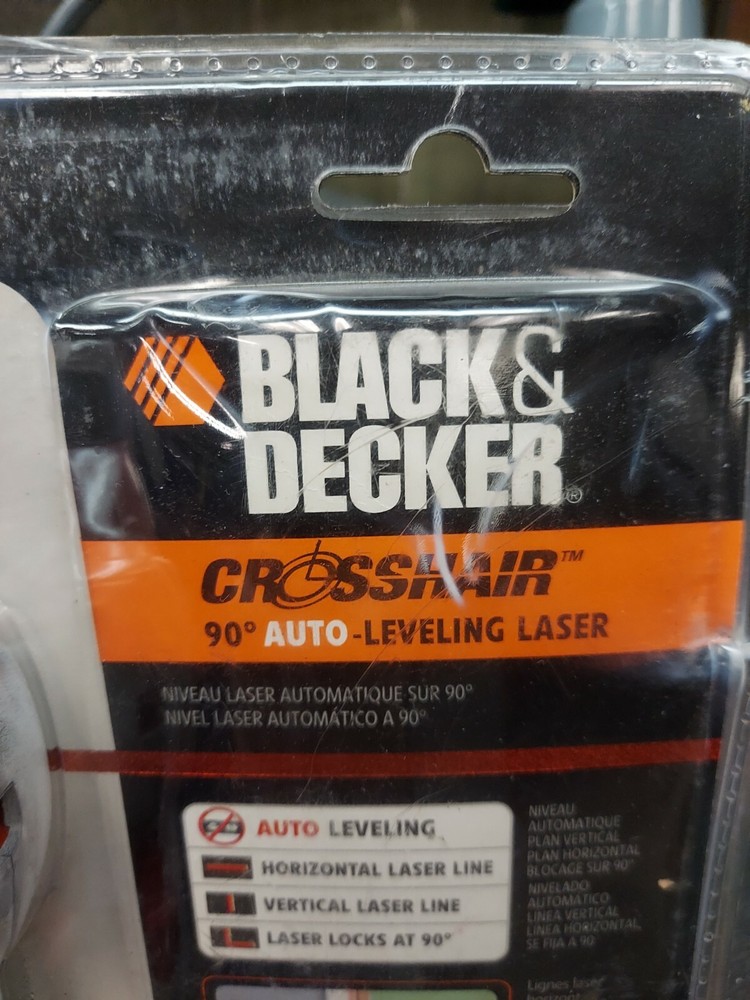 BLACK&
DECKER®
CROSSHAIR™
90° AUTO-LEVELING LASER
NIVEAU LASER AUTOMATIQUE SUR 90°
NIVEL LASER AUTOMÁTICO A 90°
AUTO LEVELING
HORIZONTAL LASER LINE
VERTICAL LASER LINE
LASER LOCKS AT 90°
NIVEAU
AUTOMATIQUE
PLAN VERTICAL
PLAN HORIZONTAL
BLOCAGE SUR 90°
NIVELADO
AUTOMÁTICO
LÍNEA VERTICAL
LÍNEA HORIZONTAL
SE FIJA A 90
Lignes laser